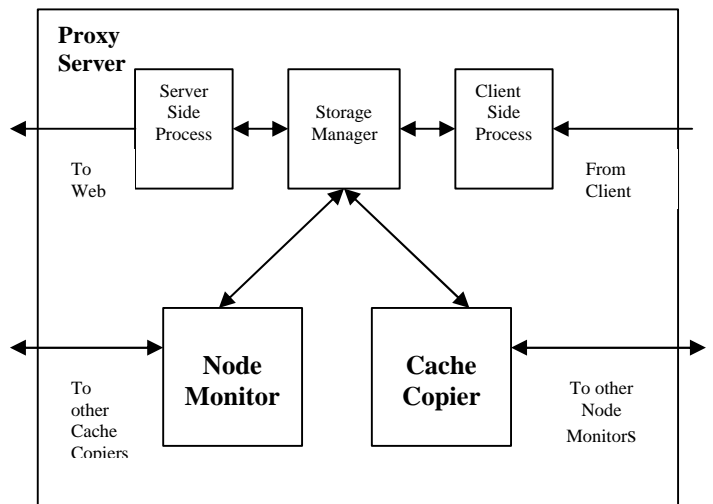 Proxy
Server
Server
Side
Process
Storage
Manager
Client
Side
Process
To
Web
From
Client
Node
Monitor
Cache
Copier
To
other
Cache
Copiers
To other
Node
Monitors